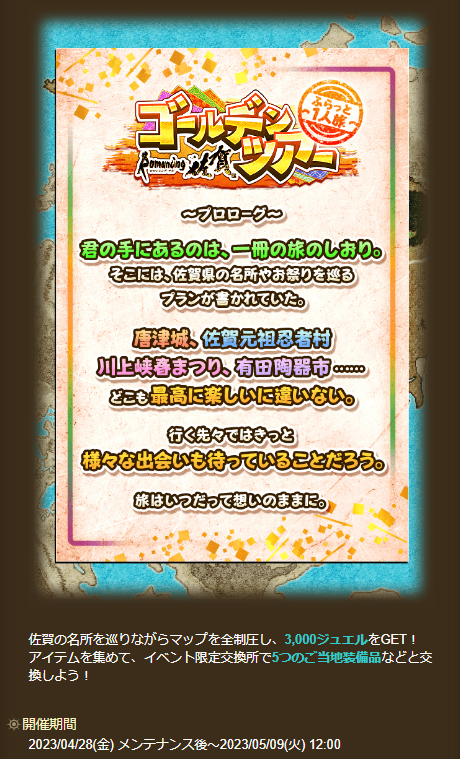 ゴールデン
ツアー
ぶらっと
1人旅
Romancing 佐賀
～プロローグ～
君の手にあるのは、一冊の旅のしおり。
そこには、佐賀県の名所やお祭りを巡る
プランが書かれていた。
唐津城、佐賀元祖忍者村
川上峡春まつり、有田陶器市……
どこも最高に楽しいに違いない。
行く先々ではきっと
様々な出会いも待っていることだろう。
旅はいつだって想いのままに。
佐賀の名所を巡りながらマップを全制圧し、3,000ジュエルをGET！
アイテムを集めて、イベント限定交換所で5つのご当地装備品などと交
換しよう！
開催期間
2023/04/28(金) メンテナンス後～2023/05/09(火) 12:00